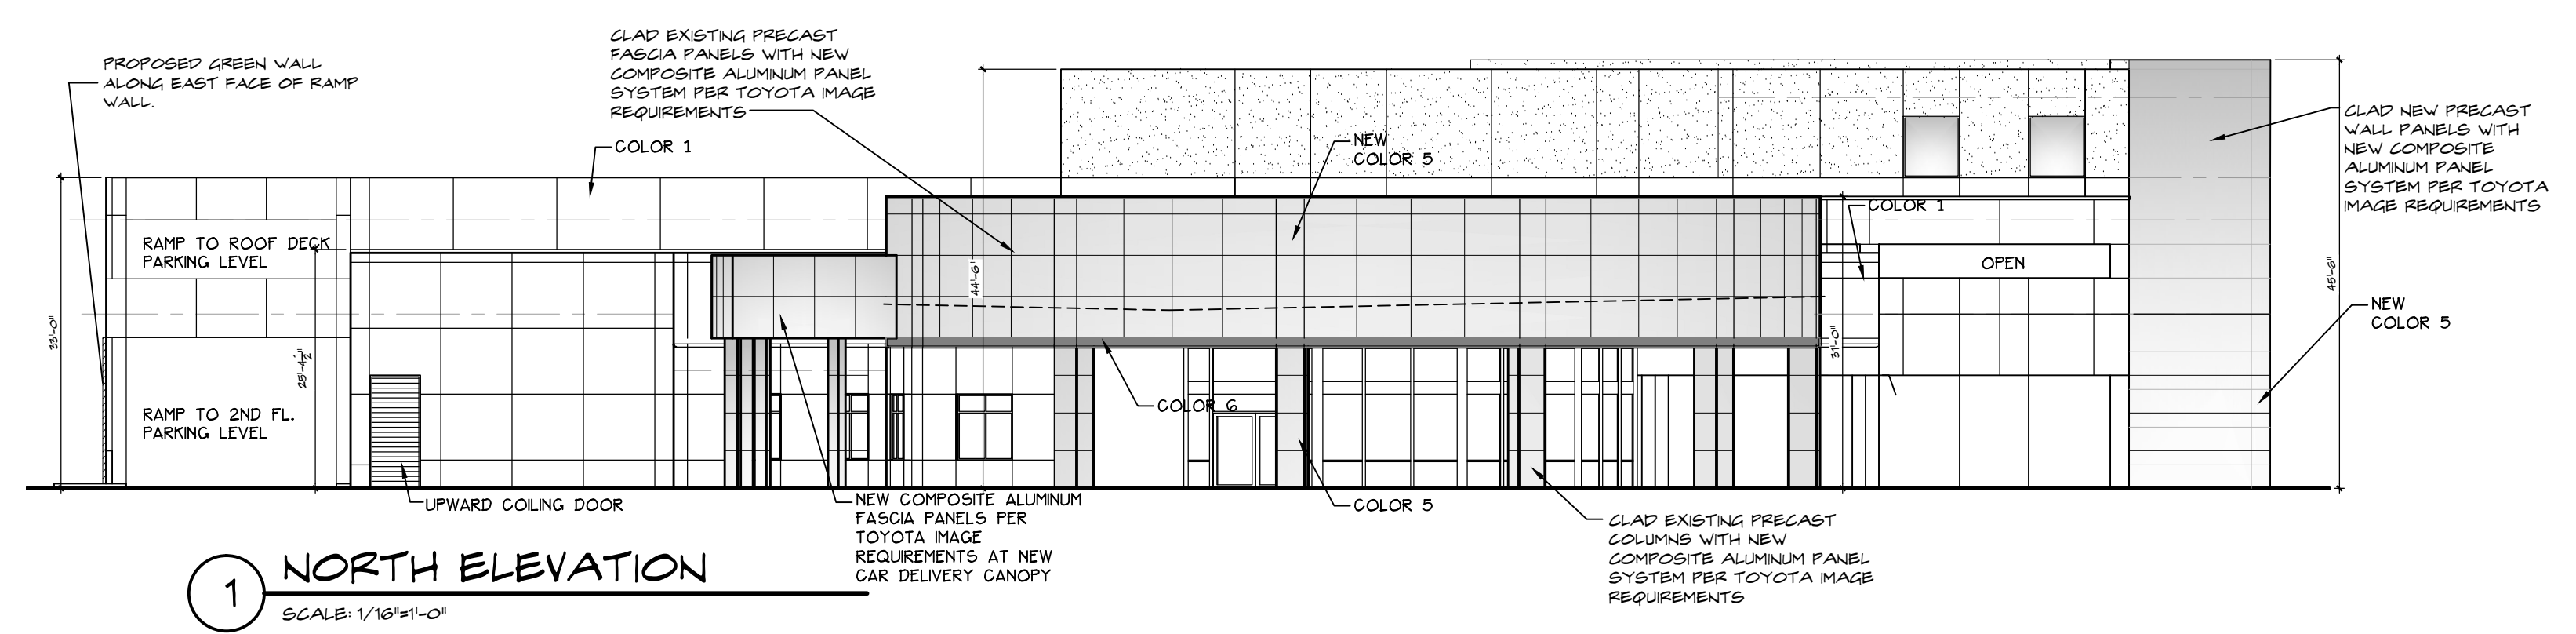 PROPOSED GREEN WALL
ALONG EAST FACE OF RAMP
WALL.
CLAD EXISTING PRECAST
FASCIA PANELS WITH NEW
COMPOSITE ALUMINUM PANEL
SYSTEM PER TOYOTA IMAGE
REQUIREMENTS
COLOR 1
NEW
COLOR 5
CLAD NEW PRECAST
WALL PANELS WITH
NEW COMPOSITE
ALUMINUM PANEL
SYSTEM PER TOYOTA
IMAGE REQUIREMENTS
COLOR 1
RAMP TO ROOF DECK
PARKING LEVEL
OPEN
44'-6"
45'-6"
NEW
COLOR 5
33'-0"
25'-4 1/2"
31'-0"
COLOR 6
RAMP TO 2ND FL.
PARKING LEVEL
UPWARD COILING DOOR
NEW COMPOSITE ALUMINUM
FASCIA PANELS PER
TOYOTA IMAGE
REQUIREMENTS AT NEW
CAR DELIVERY CANOPY
COLOR 5
CLAD EXISTING PRECAST
COLUMNS WITH NEW
COMPOSITE ALUMINUM PANEL
SYSTEM PER TOYOTA IMAGE
REQUIREMENTS
1
NORTH ELEVATION
SCALE: 1/16"=1'-0"